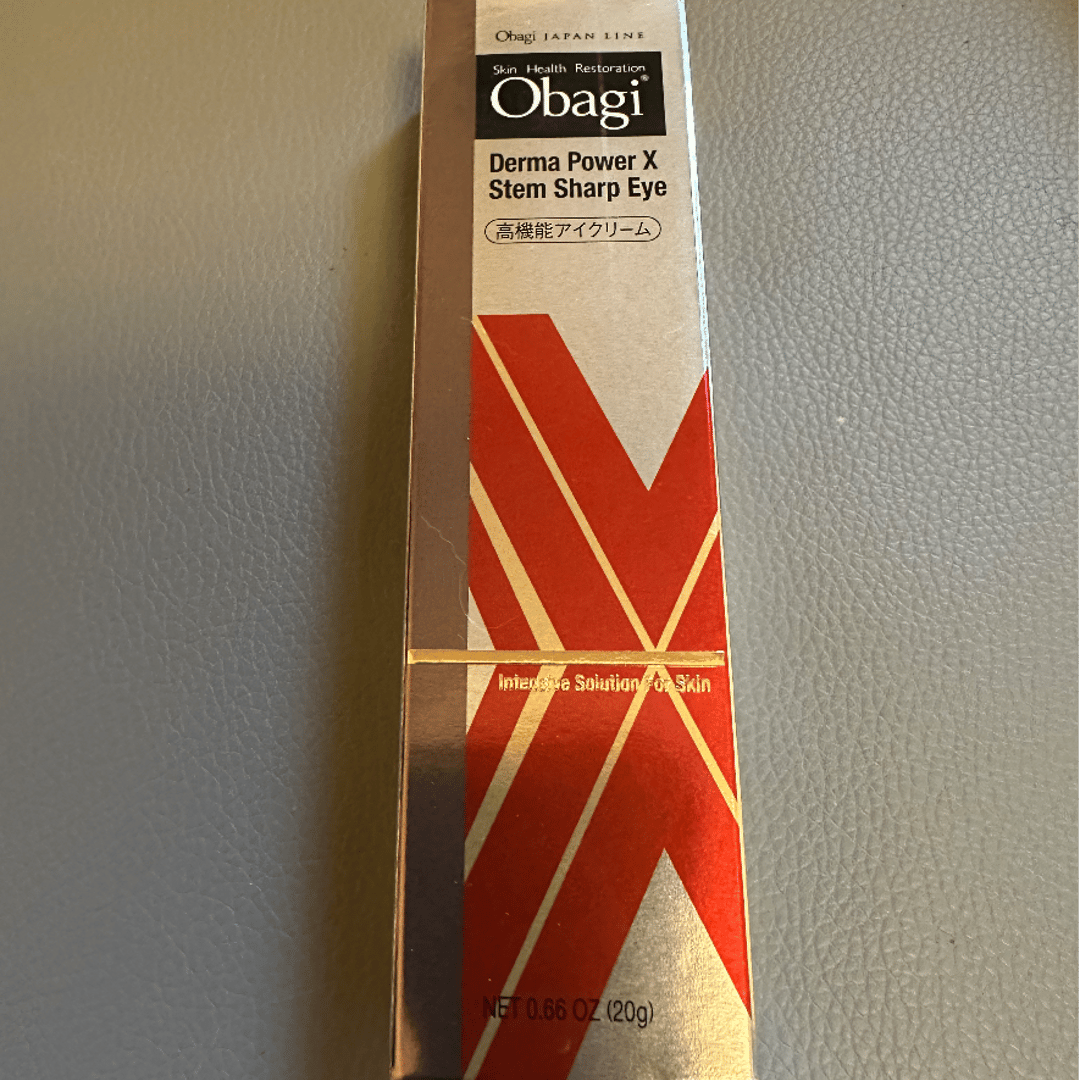 Obagi JAPAN LINE
Skin Health Restoration
Obagi®
Derma Power X
Stem Sharp Eye
高機能アイクリーム
Intensive Solution For Skin
NET 0.66 OZ (20g)